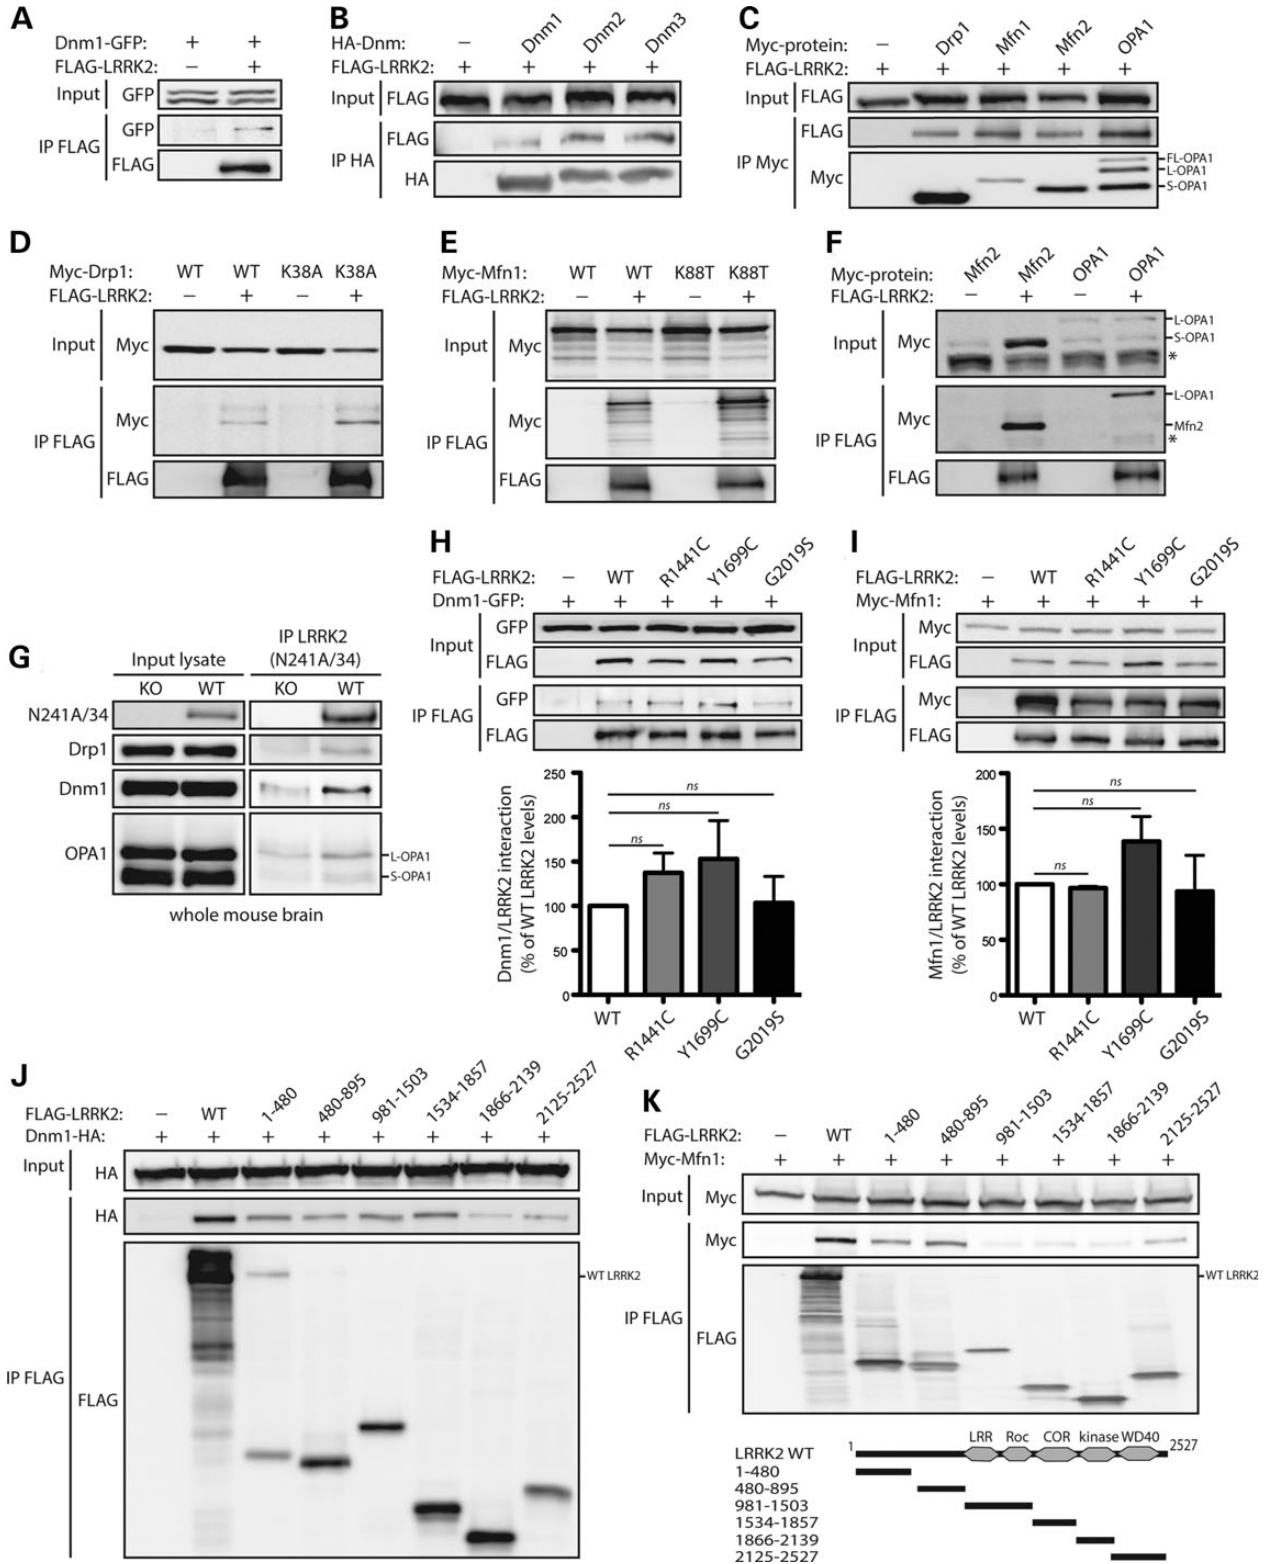 A
Dnm1-GFP: + +
FLAG-LRRK2: − +
Input GFP
GFP
IP FLAG
FLAG
B
HA-Dnm: − Dnm1 Dnm2 Dnm3
FLAG-LRRK2: + + + +
Input FLAG
FLAG
IP HA
HA
C
Myc-protein: − Drp1 Mfn1 Mfn2 OPA1
FLAG-LRRK2: + + + + +
Input FLAG
FLAG
IP Myc
Myc
FL-OPA1
L-OPA1
S-OPA1
D
Myc-Drp1: WT WT K38A K38A
FLAG-LRRK2: − + − +
Input Myc
Myc
IP FLAG
FLAG
E
Myc-Mfn1: WT WT K88T K88T
FLAG-LRRK2: − + − +
Input Myc
Myc
IP FLAG
FLAG
F
Myc-protein: Mfn2 Mfn2 OPA1 OPA1
FLAG-LRRK2: − + − +
Input Myc
L-OPA1
S-OPA1
*
Myc
L-OPA1
Mfn2
*
IP FLAG
FLAG
G
Input lysate
IP LRRK2
(N241A/34)
KO WT KO WT
N241A/34
Drp1
Dnm1
OPA1
L-OPA1
S-OPA1
whole mouse brain
H
FLAG-LRRK2: − WT R1441C Y1699C G2019S
Dnm1-GFP: + + + + +
Input GFP
FLAG
IP FLAG GFP
FLAG
Dnm1/LRRK2 interaction
(% of WT LRRK2 levels)
250
200
150
100
50
0
ns
ns
ns
WT R1441C Y1699C G2019S
I
FLAG-LRRK2: − WT R1441C Y1699C G2019S
Myc-Mfn1: + + + + +
Input Myc
FLAG
IP FLAG Myc
FLAG
Mfn1/LRRK2 interaction
(% of WT LRRK2 levels)
200
150
100
50
0
ns
ns
ns
WT R1441C Y1699C G2019S
J
FLAG-LRRK2: − WT 1-480 480-895 981-1503 1534-1857 1866-2139 2125-2527
Dnm1-HA: + + + + + + + +
Input HA
HA
WT LRRK2
IP FLAG
FLAG
K
FLAG-LRRK2: − WT 1-480 480-895 981-1503 1534-1857 1866-2139 2125-2527
Myc-Mfn1: + + + + + + + +
Input Myc
Myc
WT LRRK2
IP FLAG
FLAG
LRR Roc COR kinase WD40
1 2527
LRRK2 WT
1-480
480-895
981-1503
1534-1857
1866-2139
2125-2527